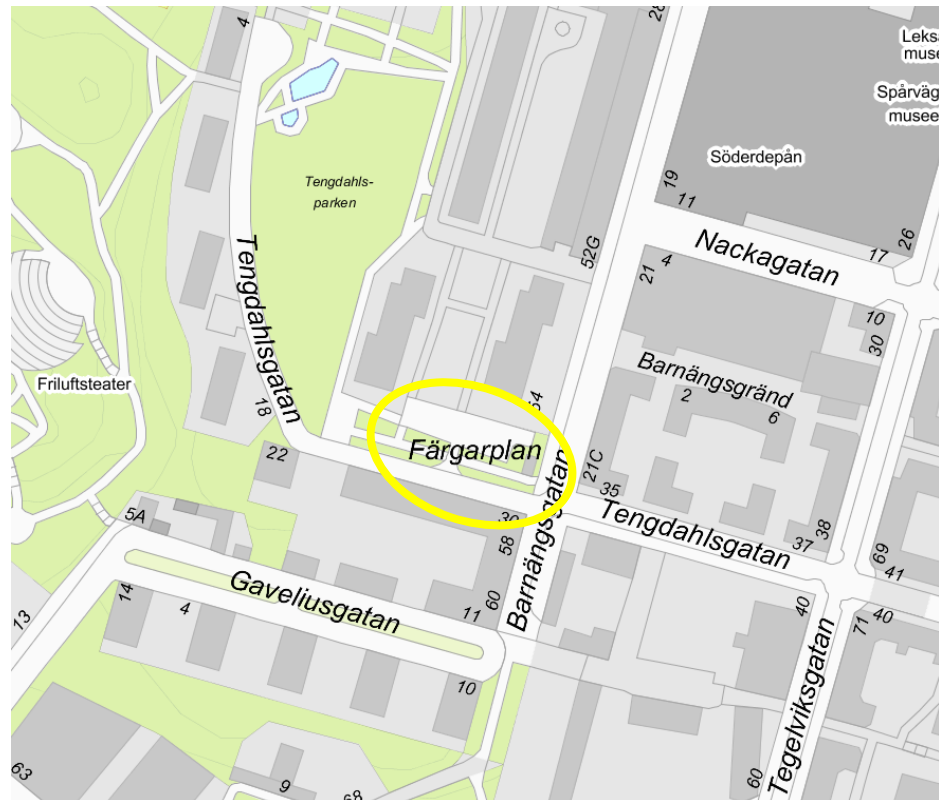 4
28
Leks
muse
Spårväg
museet
Söderdepån
Tengdahls-
parken
19
11
Nackagatan
17
26
52G
21
4
10
30
Tengdahlsgatan
Barnängsgränd
2
6
Friluftsteater
18
54
Färgarplan
22
21C
35
Barnängsgatan
Tengdahlsgatan
30
37
38
5A
58
69
41
Gaveliusgatan
13
14
4
11
60
40
71
40
10
Tegelviksgatan
63
9
68
60